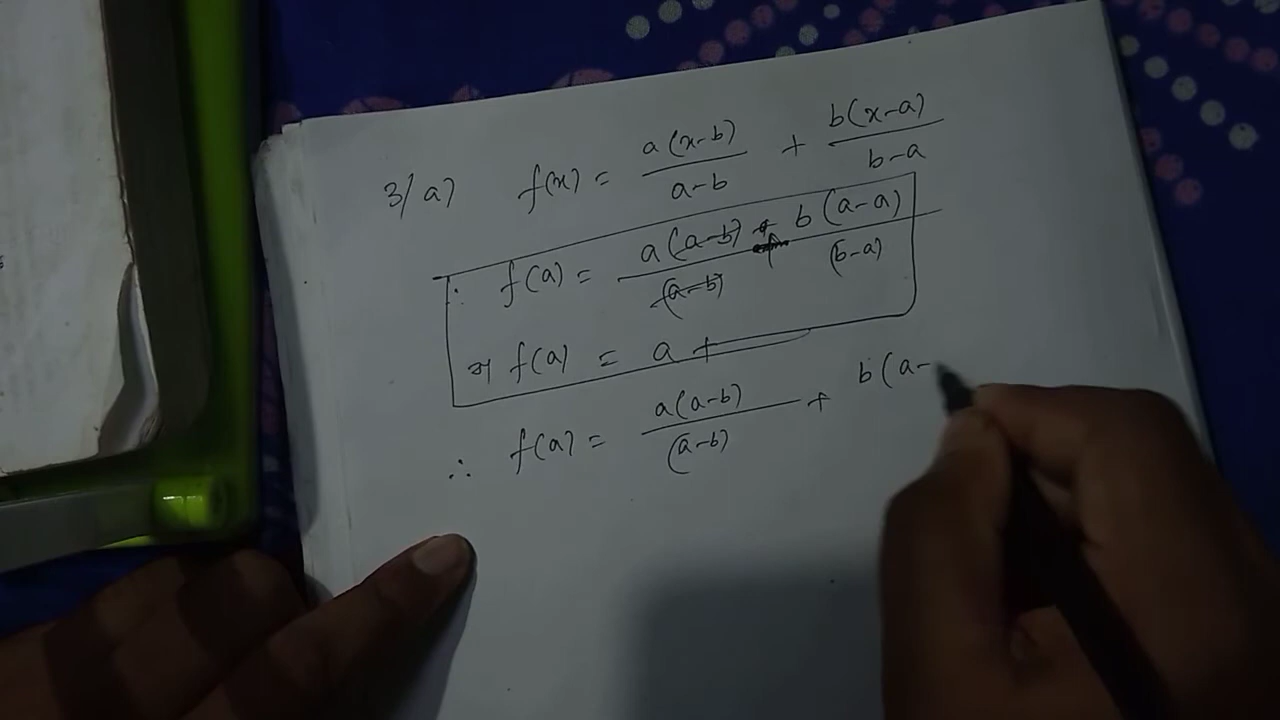 3/a) f(x) = a(x-b)/a-b + b(x-a)/b-a
∴ f(a) = a(a-b)/(a-b) + b(a-a)/(b-a)
বা f(a) = a +
∴ f(a) = a(a-b)/(a-b) + b(a-